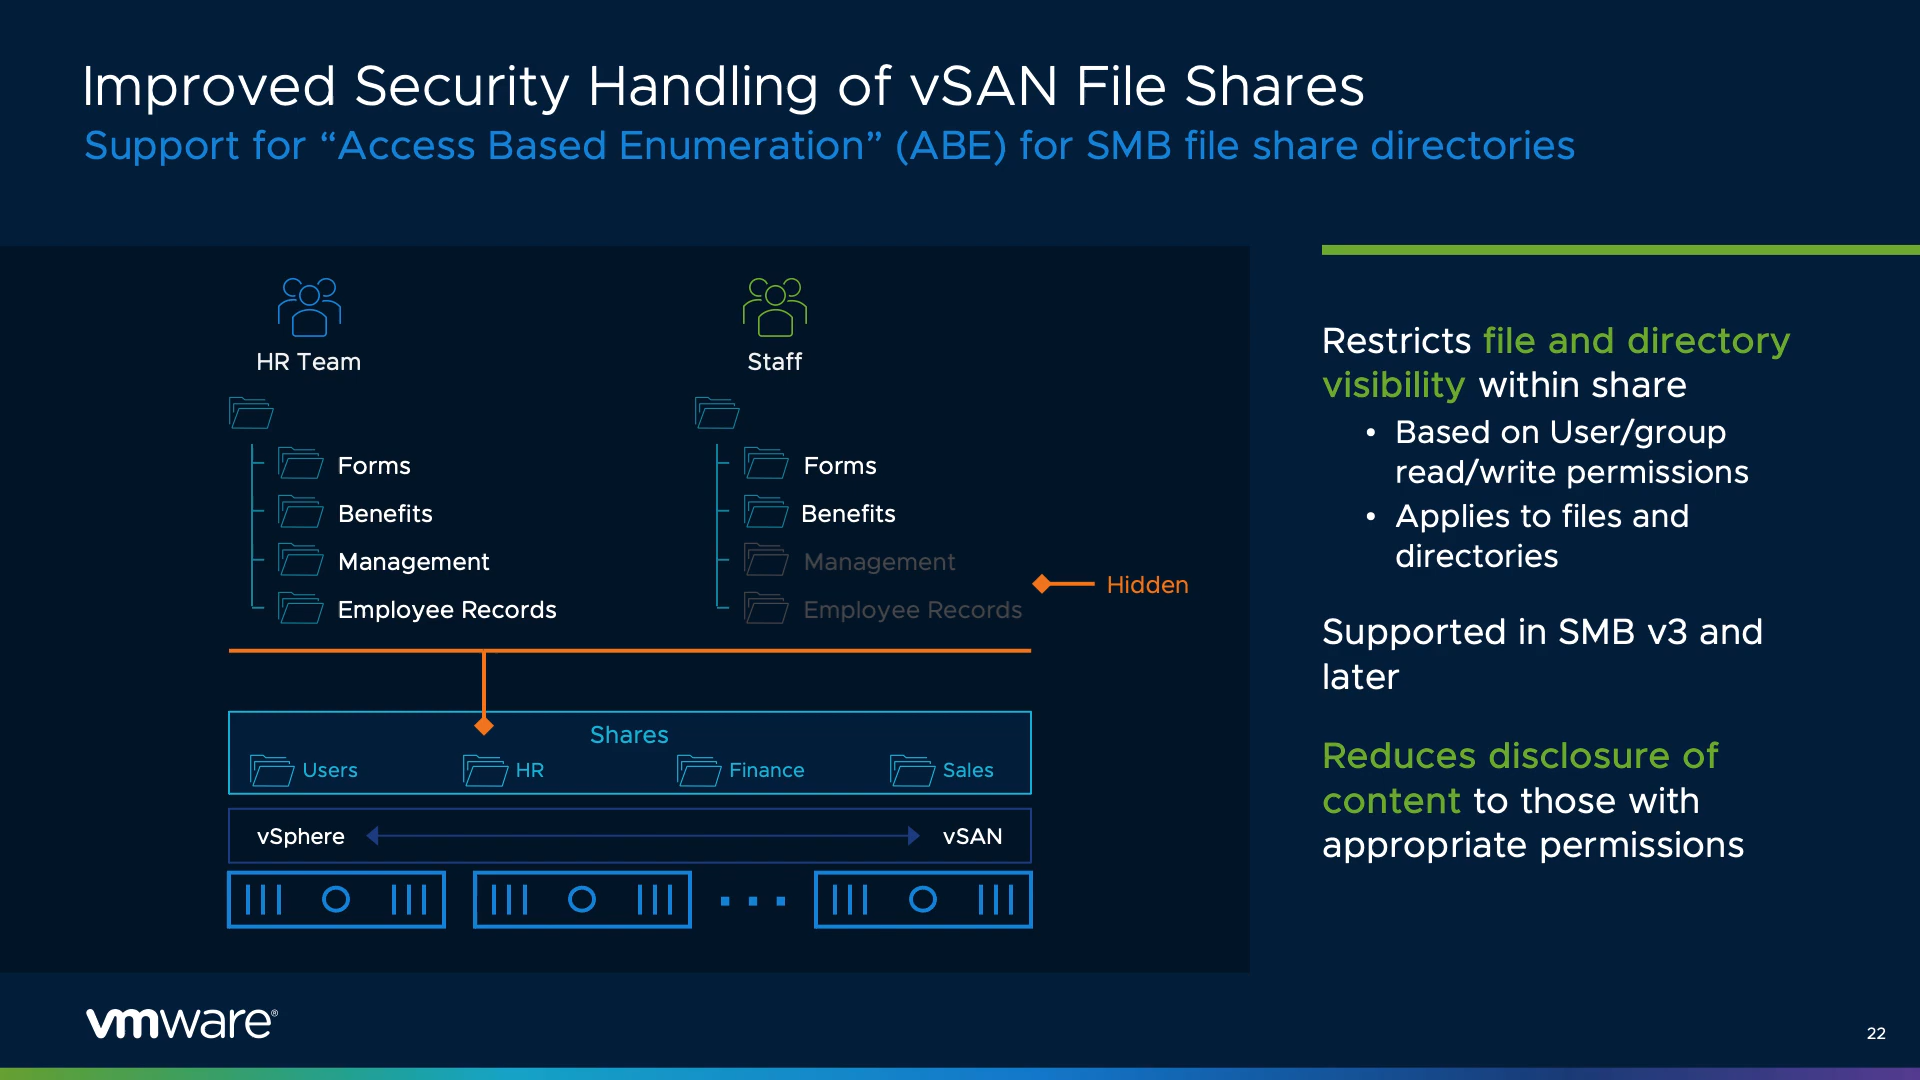 Improved Security Handling of vSAN File Shares
Support for “Access Based Enumeration” (ABE) for SMB file share directories
HR Team
Forms
Benefits
Management
Employee Records
Staff
Forms
Benefits
Management
Employee Records
Hidden
Shares
Users
HR
Finance
Sales
vSphere
vSAN
Restricts file and directory
visibility within share
• Based on User/group
read/write permissions
• Applies to files and
directories
Supported in SMB v3 and
later
Reduces disclosure of
content to those with
appropriate permissions
vmware®
22